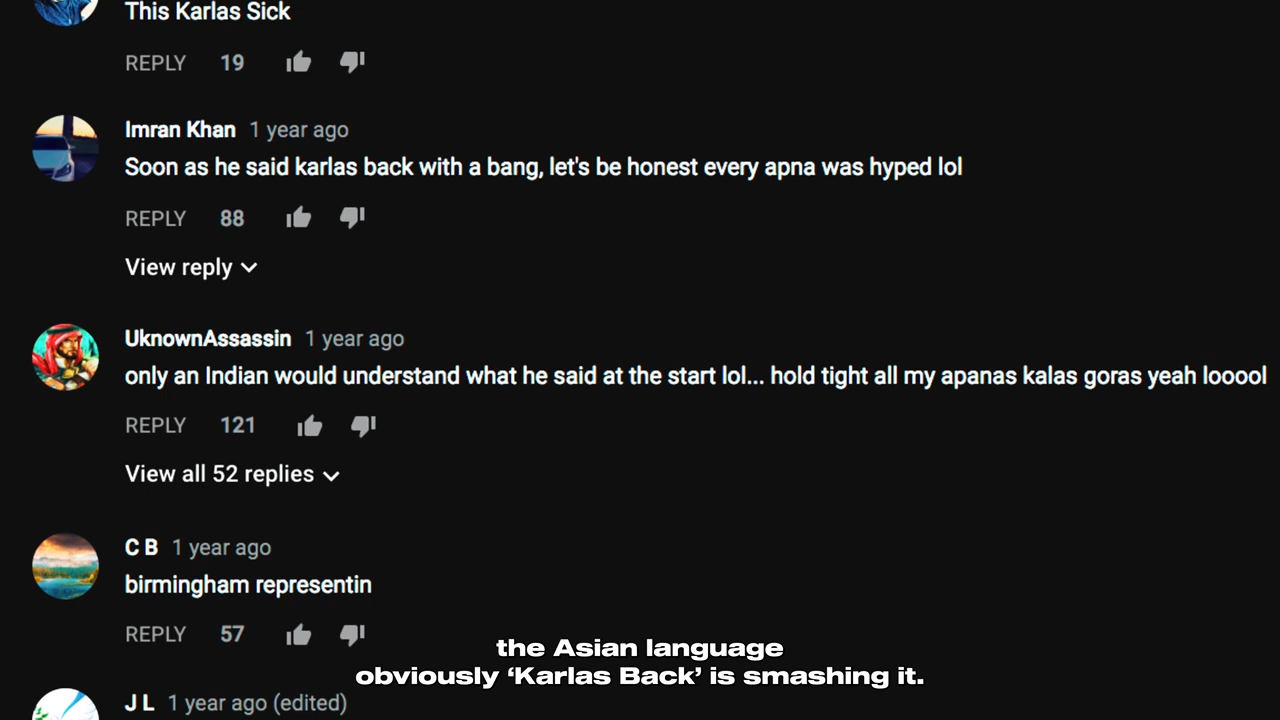 This Karlas Sick
REPLY 19
Imran Khan 1 year ago
Soon as he said karlas back with a bang, let's be honest every apna was hyped lol
REPLY 88
View reply
UknownAssassin 1 year ago
only an Indian would understand what he said at the start lol... hold tight all my apanas kalas goras yeah looool
REPLY 121
View all 52 replies
C B 1 year ago
birmingham representin
REPLY 57
the Asian language
obviously ‘Karlas Back’ is smashing it.
J L 1 year ago (edited)